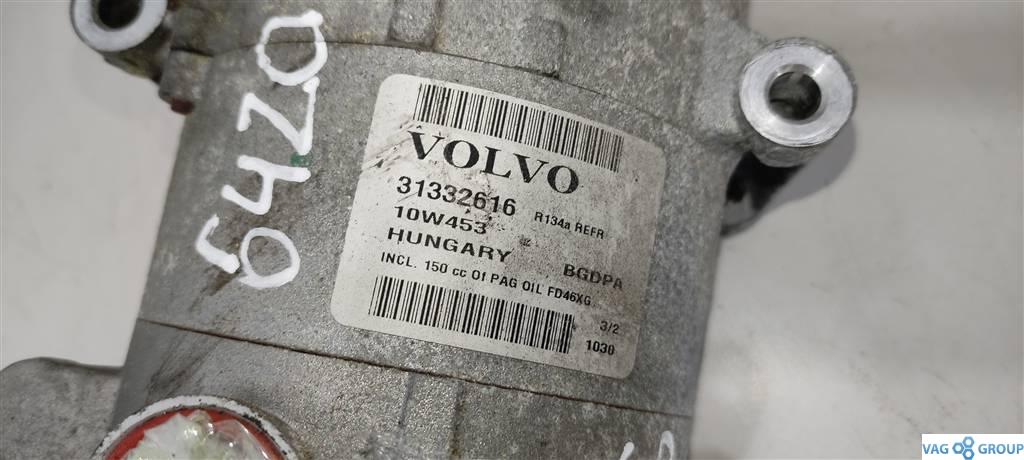 6420
VOLVO
31332616 R134a REFR
10W453
HUNGARY BGDPA
INCL. 150 cc Of PAG OIL FD46XG
3/2
1030
VAG GROUP